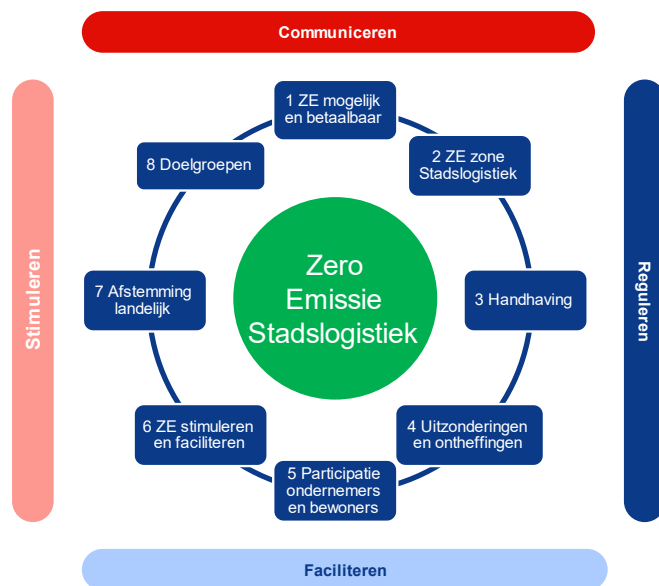 Communiceren
1 ZE mogelijk
en betaalbaar
2 ZE zone
Stadslogistiek
3 Handhaving
4 Uitzonderingen
en ontheffingen
5 Participatie
ondernemers
en bewoners
6 ZE stimuleren
en faciliteren
7 Afstemming
landelijk
8 Doelgroepen
Zero
Emissie
Stadslogistiek
Stimuleren
Reguleren
Faciliteren